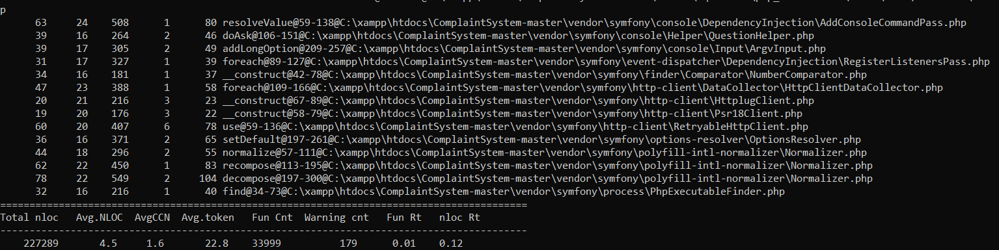 p
      63     24    508      1      80 resolveValue@59-138@C:\xampp\htdocs\ComplaintSystem-master\vendor\symfony\console\DependencyInjection\AddConsoleCommandPass.php
      39     16    264      2      46 doAsk@106-151@C:\xampp\htdocs\ComplaintSystem-master\vendor\symfony\console\Helper\QuestionHelper.php
      39     17    305      2      49 addLongOption@209-257@C:\xampp\htdocs\ComplaintSystem-master\vendor\symfony\console\Input\ArgvInput.php
      31     17    327      1      39 foreach@89-127@C:\xampp\htdocs\ComplaintSystem-master\vendor\symfony\event-dispatcher\DependencyInjection\RegisterListenersPass.php
      34     16    181      1      37 __construct@42-78@C:\xampp\htdocs\ComplaintSystem-master\vendor\symfony\finder\Comparator\NumberComparator.php
      47     23    388      1      58 foreach@109-166@C:\xampp\htdocs\ComplaintSystem-master\vendor\symfony\http-client\DataCollector\HttpClientDataCollector.php
      20     21    216      3      23 __construct@67-89@C:\xampp\htdocs\ComplaintSystem-master\vendor\symfony\http-client\HttplugClient.php
      19     20    176      3      22 __construct@58-79@C:\xampp\htdocs\ComplaintSystem-master\vendor\symfony\http-client\Psr18Client.php
      60     20    407      6      78 use@59-136@C:\xampp\htdocs\ComplaintSystem-master\vendor\symfony\http-client\RetryableHttpClient.php
      36     16    371      2      65 setDefault@197-261@C:\xampp\htdocs\ComplaintSystem-master\vendor\symfony\options-resolver\OptionsResolver.php
      44     18    296      2      55 normalize@57-111@C:\xampp\htdocs\ComplaintSystem-master\vendor\symfony\polyfill-intl-normalizer\Normalizer.php
      62     22    450      1      83 recompose@113-195@C:\xampp\htdocs\ComplaintSystem-master\vendor\symfony\polyfill-intl-normalizer\Normalizer.php
      78     22    549      2     104 decompose@197-300@C:\xampp\htdocs\ComplaintSystem-master\vendor\symfony\polyfill-intl-normalizer\Normalizer.php
      32     16    216      1      40 find@34-73@C:\xampp\htdocs\ComplaintSystem-master\vendor\symfony\process\PhpExecutableFinder.php
==========================================================================================
Total nloc   Avg.NLOC  AvgCCN  Avg.token   Fun Cnt  Warning cnt   Fun Rt   nloc Rt
------------------------------------------------------------------------------------------
    227289       4.5     1.6       22.8    33999          179      0.01    0.12